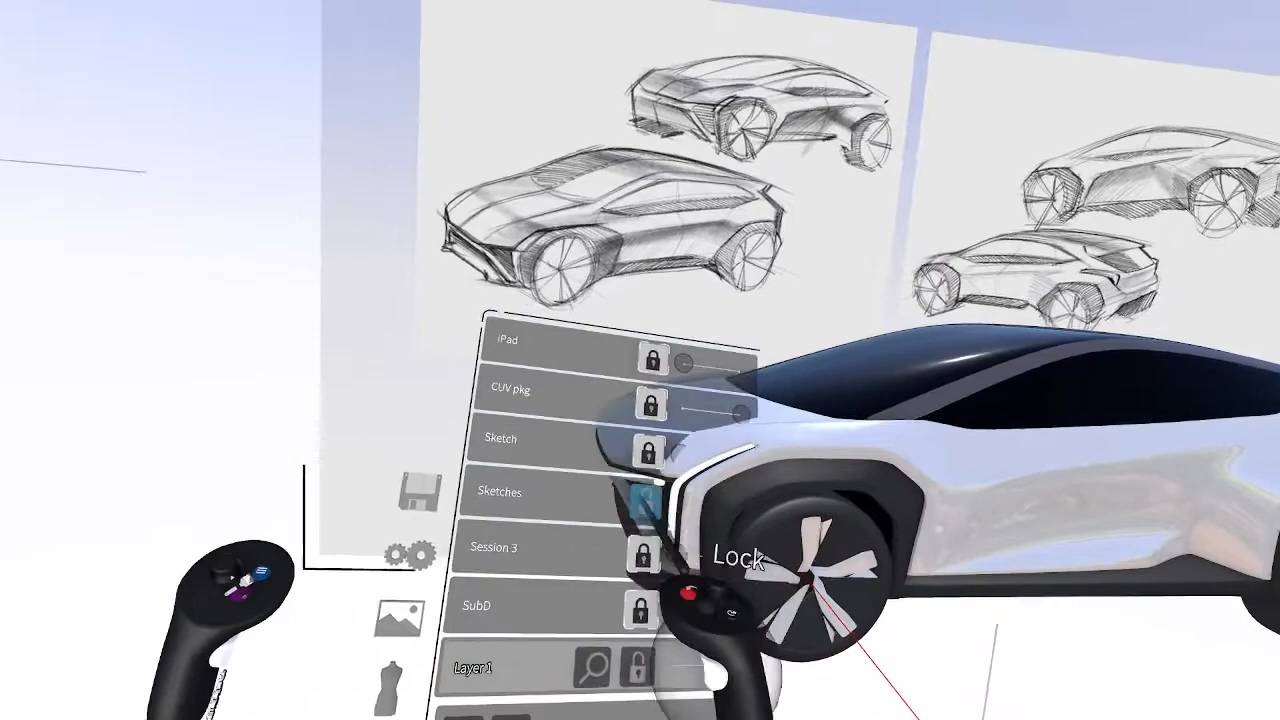 iPad
CUV pkg
Sketch
Sketches
Session 3
Lock
SubD
Layer 1